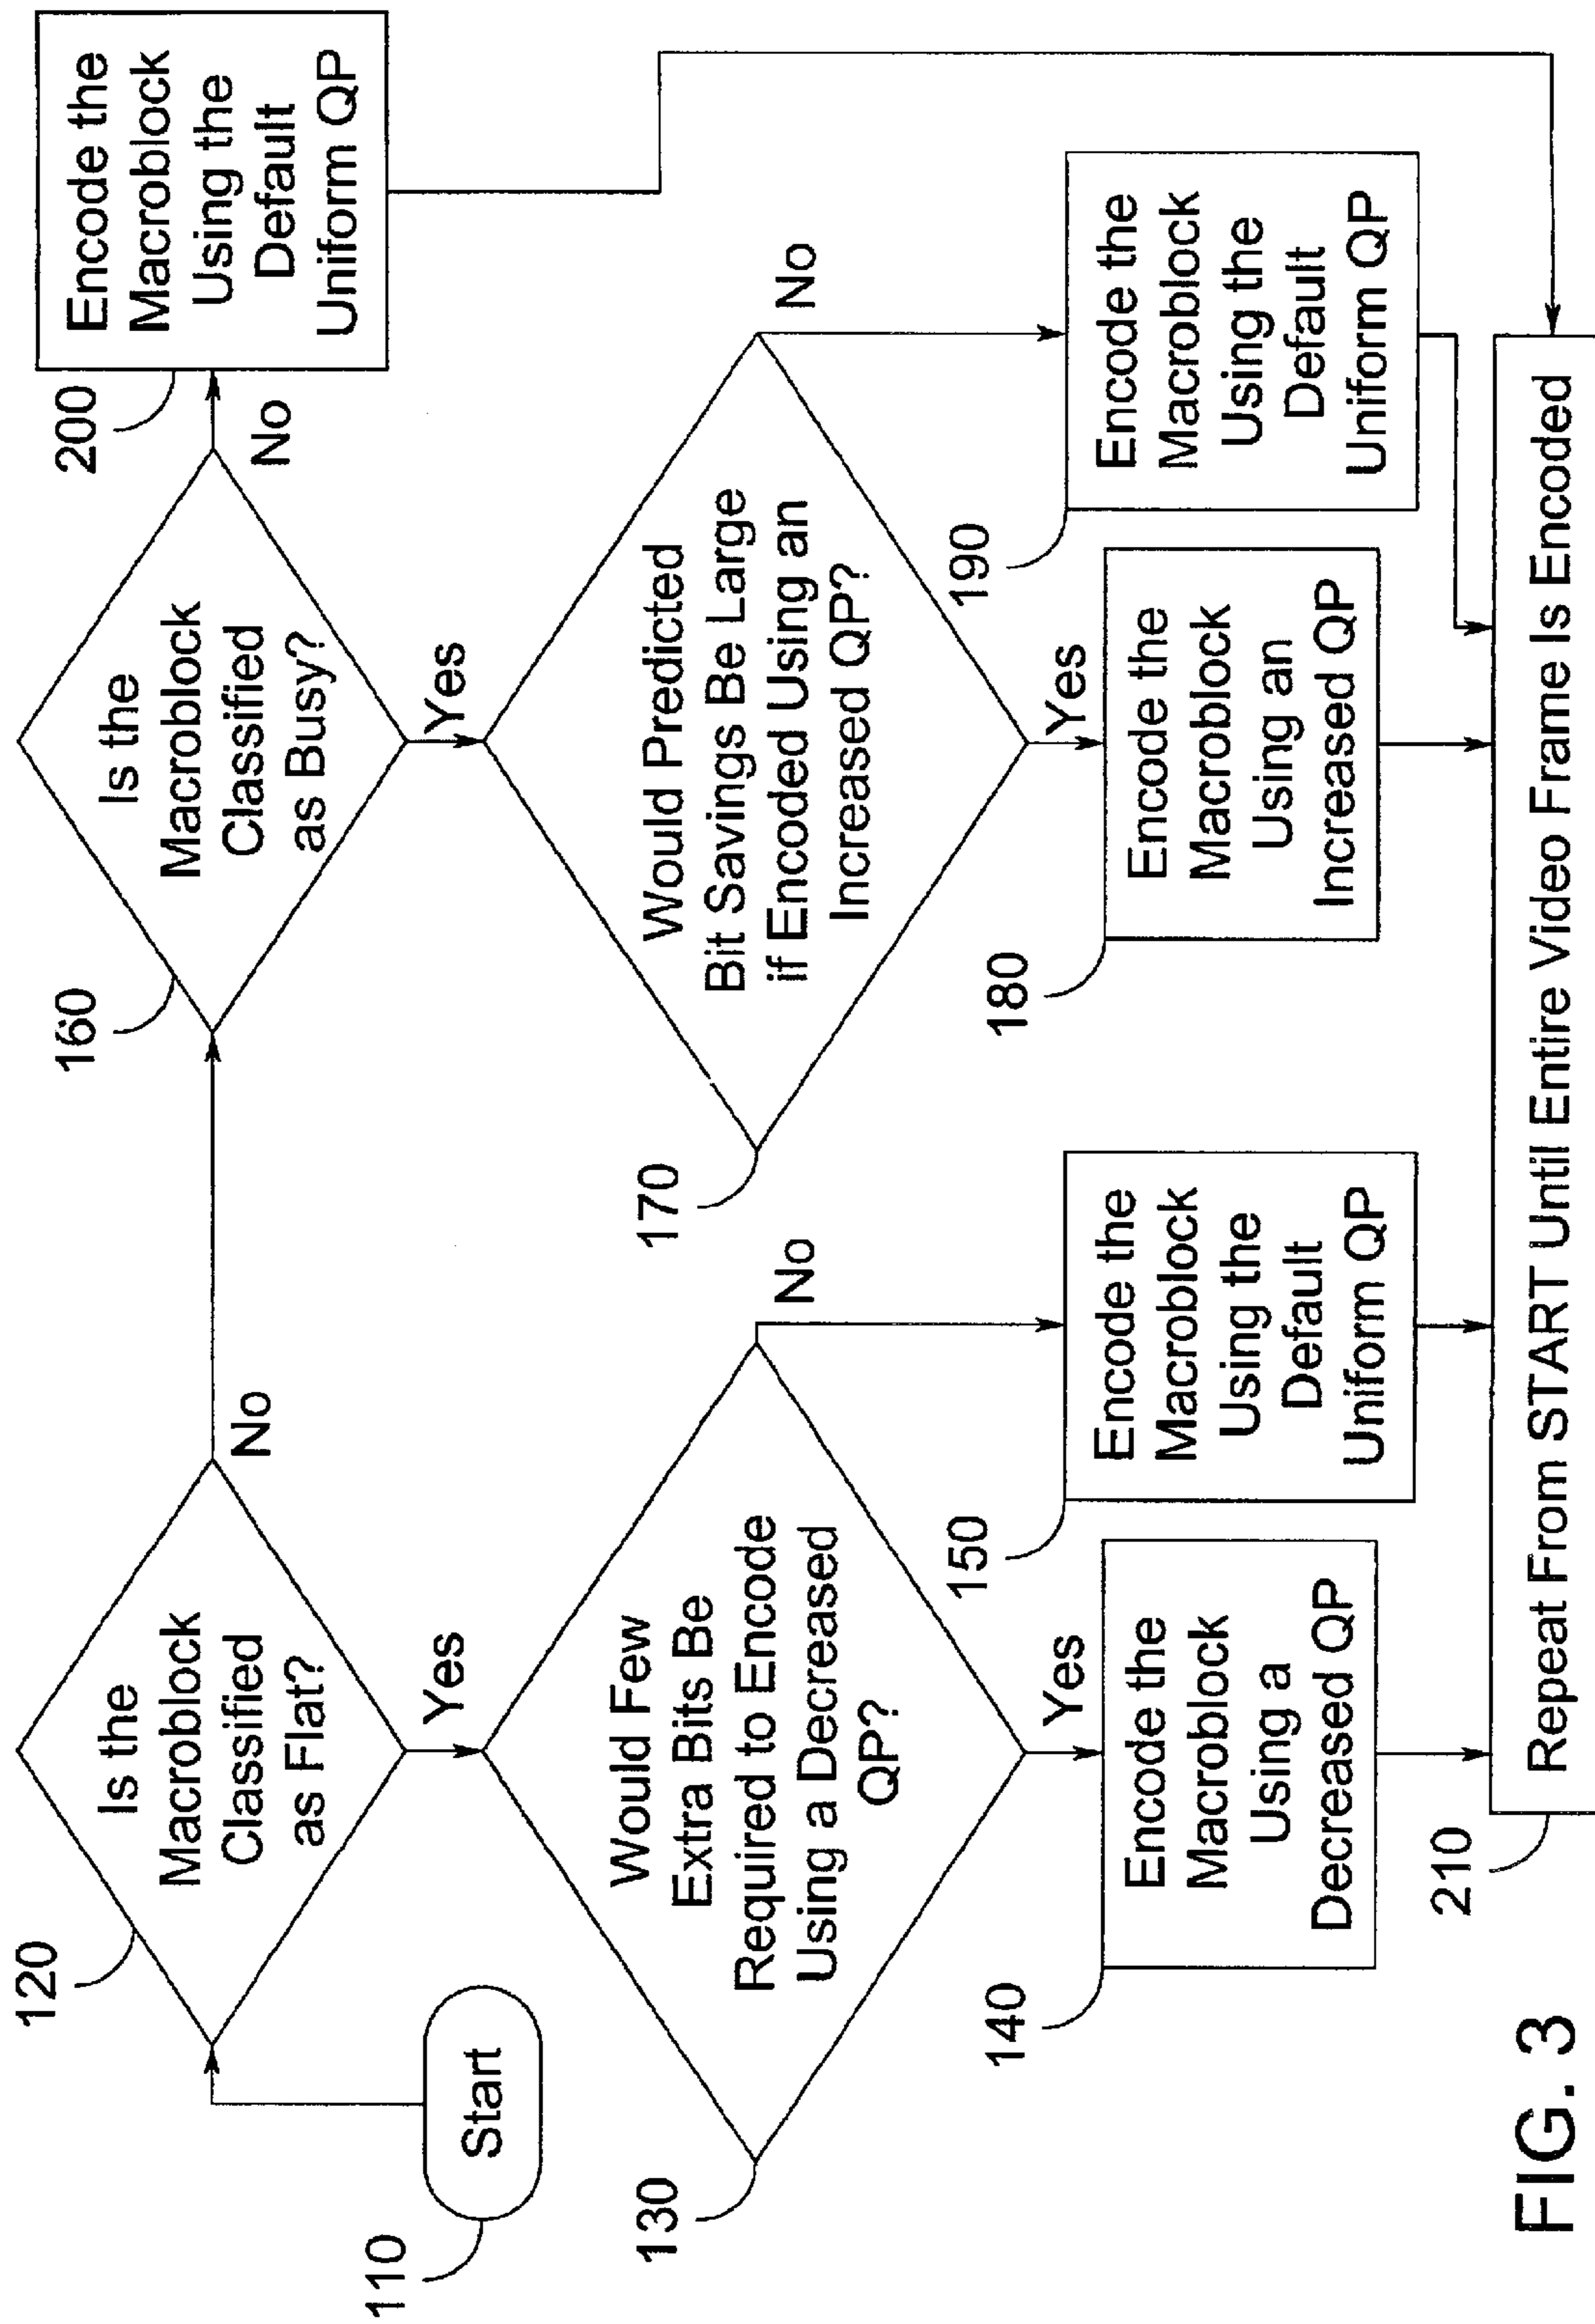 110
Start
120
Is the
Macroblock
Classified
as Flat?
No
Yes
130
Would Few
Extra Bits Be
Required to Encode
Using a Decreased
QP?
No
Yes
140
Encode the
Macroblock
Using a
Decreased QP
150
Encode the
Macroblock
Using the
Default
Uniform QP
160
Is the
Macroblock
Classified
as Busy?
No
Yes
170
Would Predicted
Bit Savings Be Large
if Encoded Using an
Increased QP?
No
Yes
180
Encode the
Macroblock
Using an
Increased QP
190
Encode the
Macroblock
Using the
Default
Uniform QP
200
Encode the
Macroblock
Using the
Default
Uniform QP
210
Repeat From START Until Entire Video Frame Is Encoded
FIG. 3